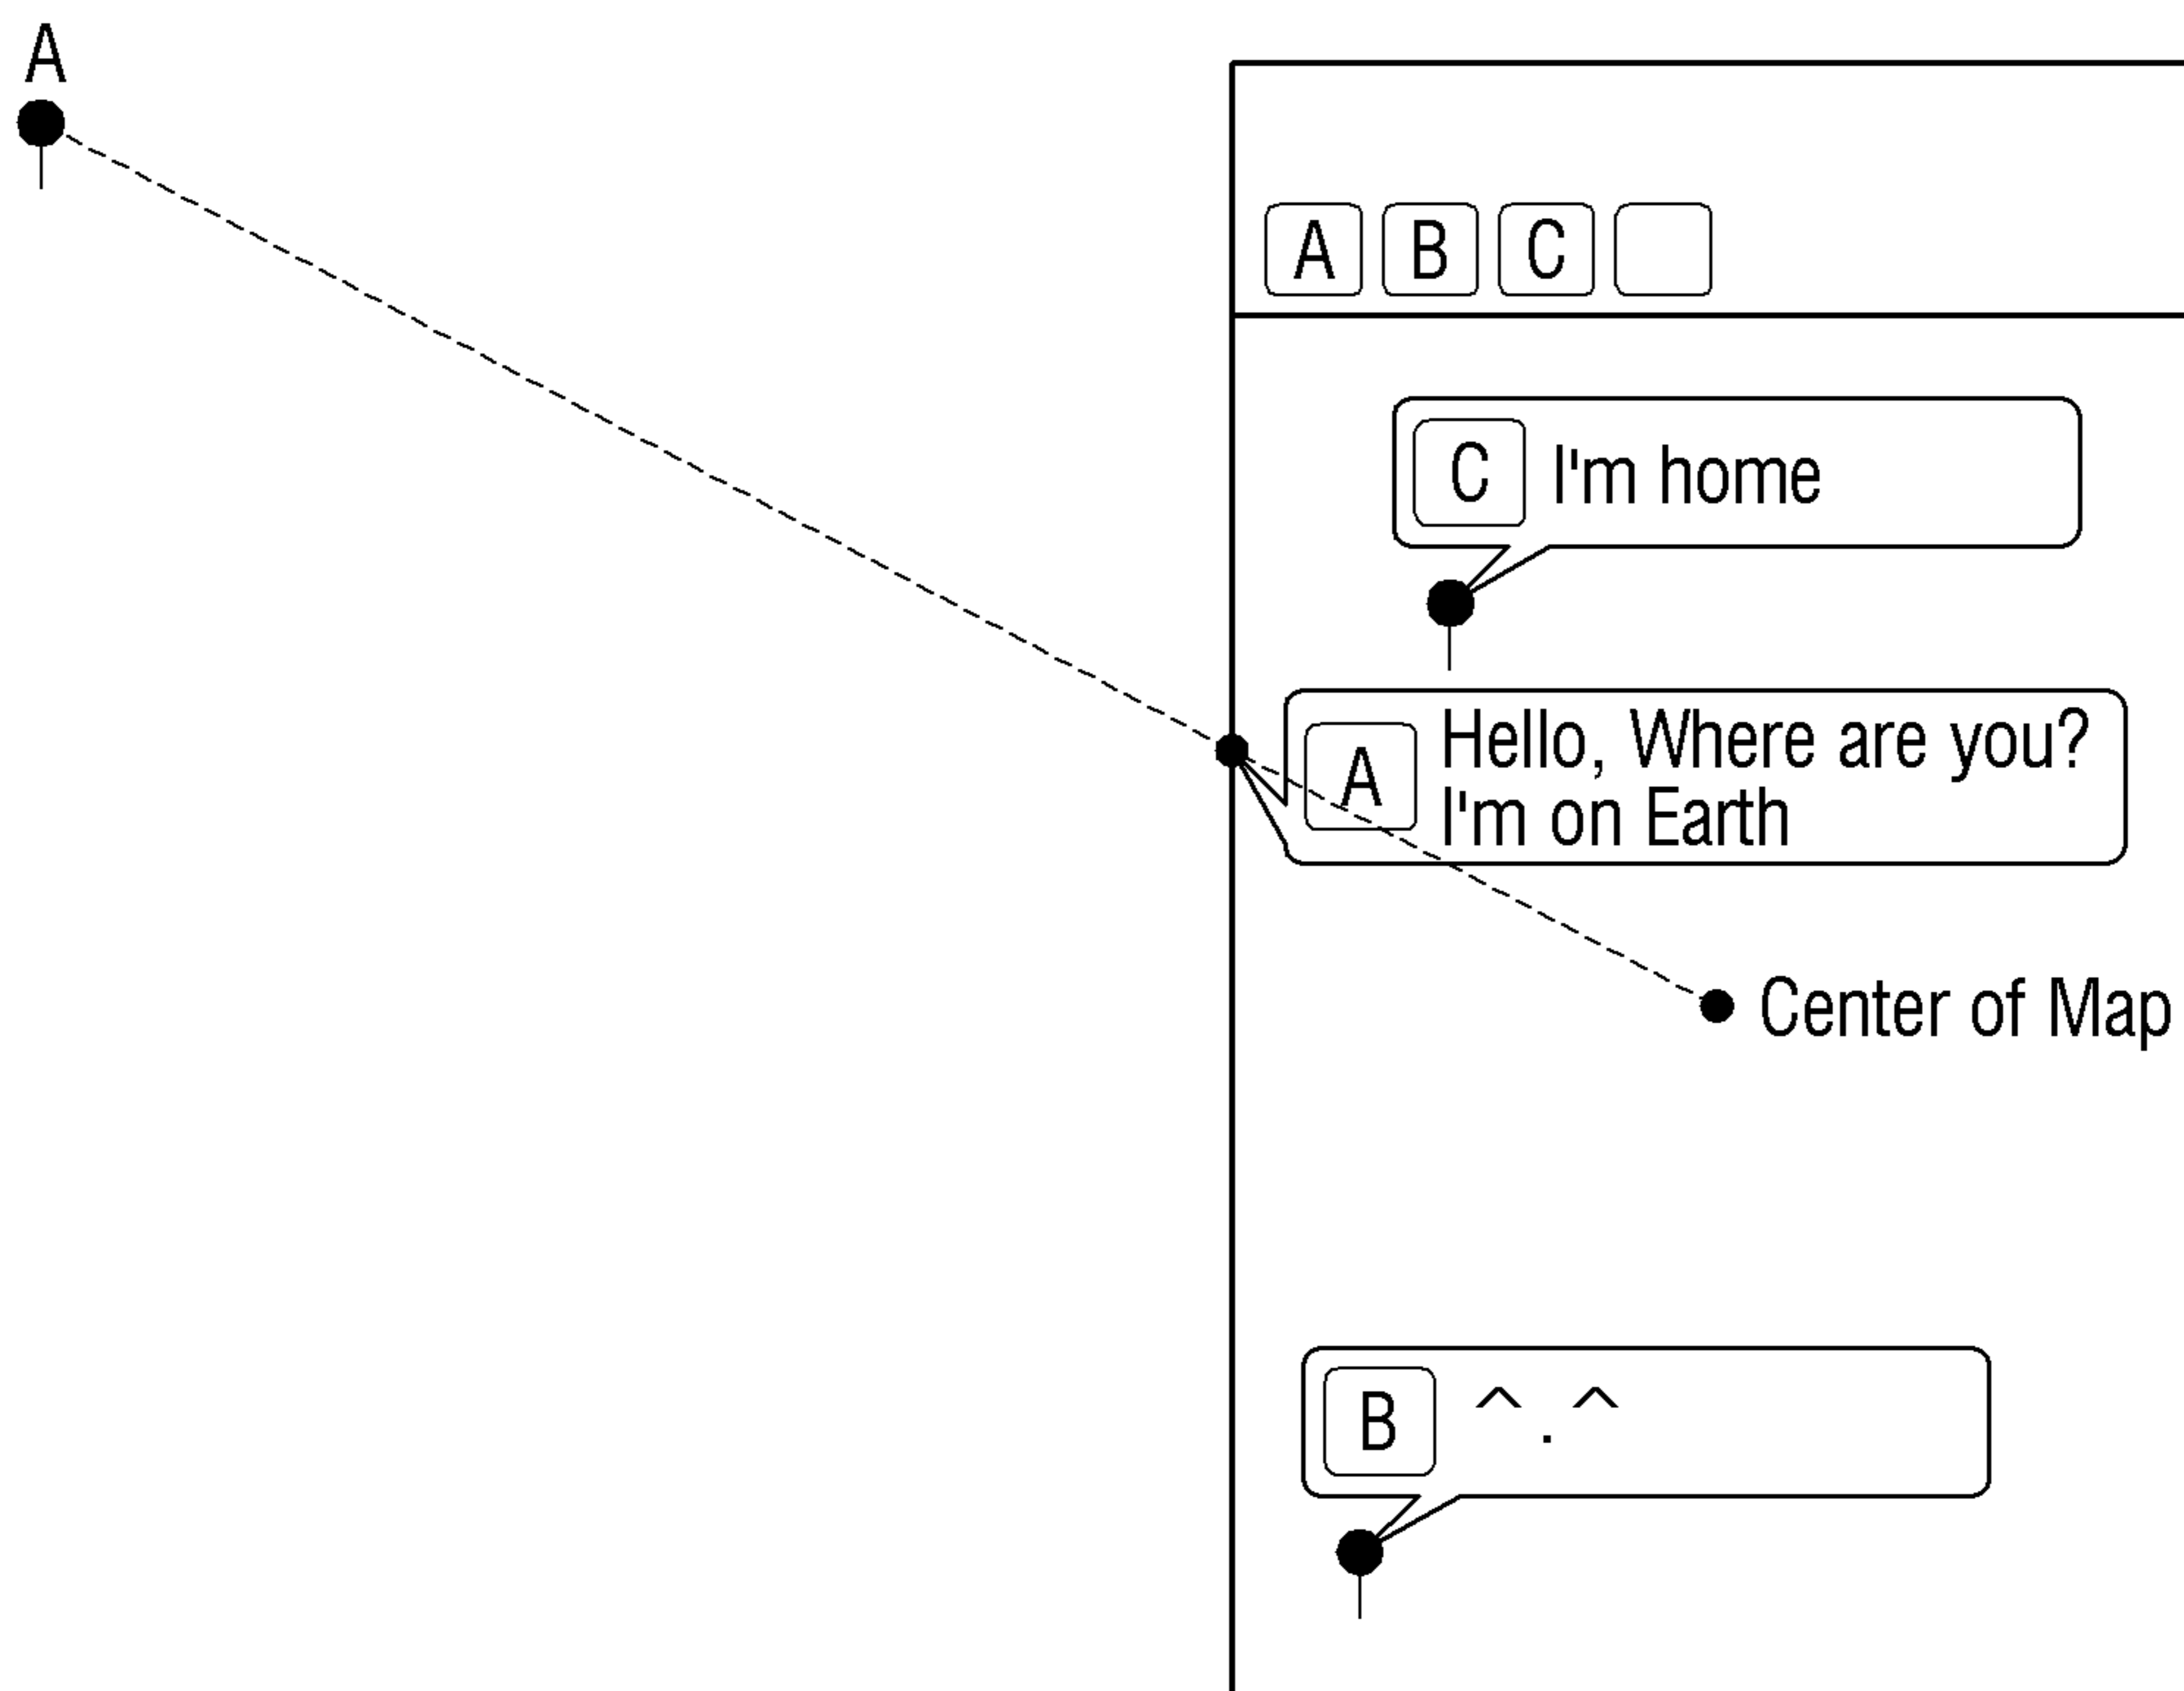 A
A B C
C I'm home
A Hello, Where are you?
I'm on Earth
Center of Map
B ^.^